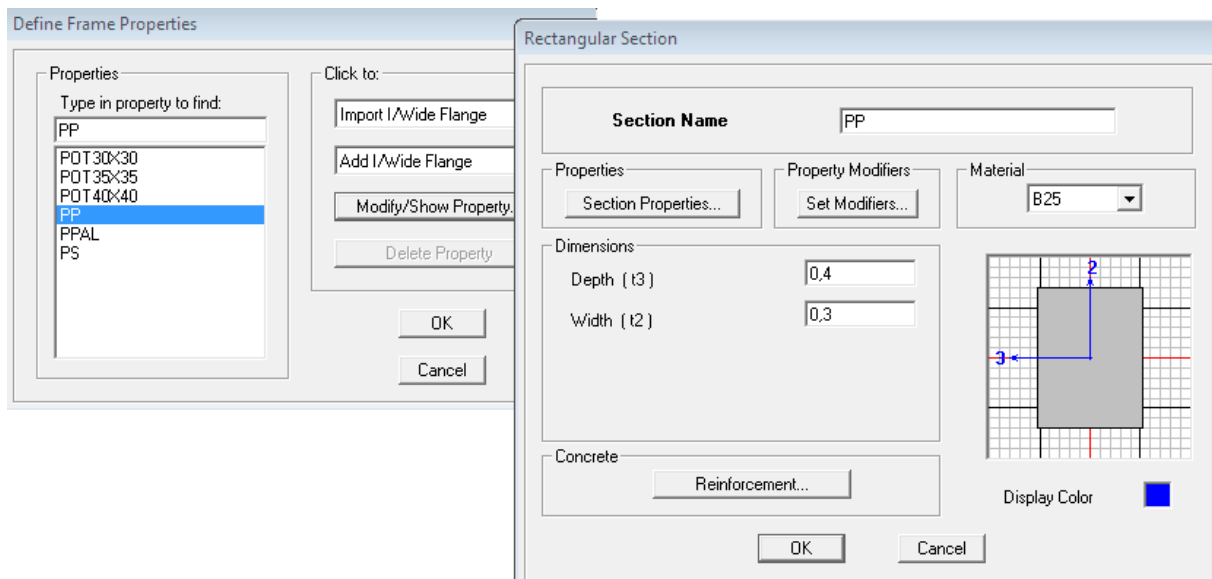 Define Frame Properties
Properties
Type in property to find:
PP
POT30X30
POT35X35
POT40X40
PP
PPAL
PS
Click to:
Import I/Wide Flange
Add I/Wide Flange
Modify/Show Property.
Delete Property
OK
Cancel
Rectangular Section
Section Name
PP
Properties
Section Properties...
Property Modifiers
Set Modifiers...
Material
B25
Dimensions
Depth ( t3 )
0,4
Width ( t2 )
0,3
2
3
Concrete
Reinforcement...
Display Color
OK
Cancel